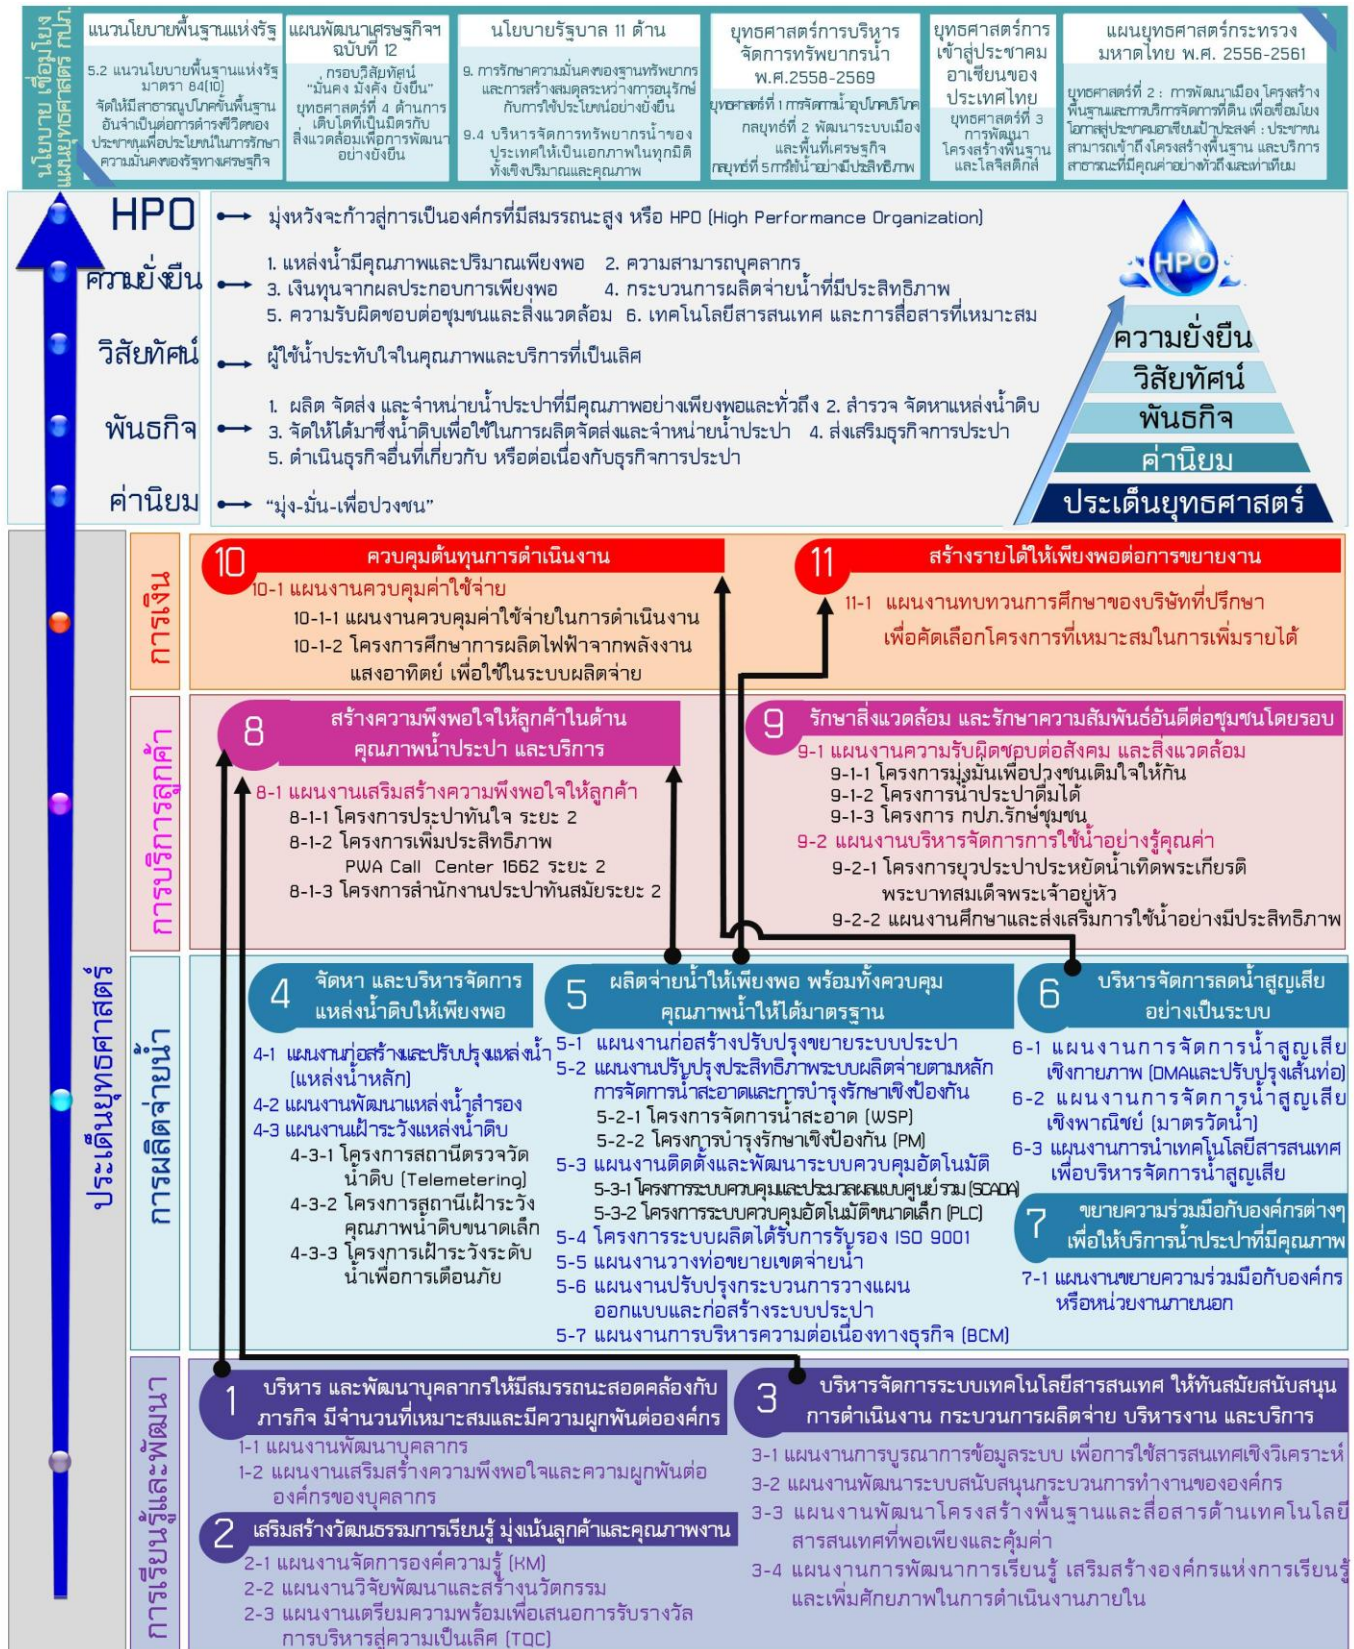 นโยบาย เชื่อมโยง
แผนยุทธศาสตร์ กปภ.
แนวนโยบายพื้นฐานแห่งรัฐ
5.2 แนวนโยบายพื้นฐานแห่งรัฐ
มาตรา 84(10)
จัดให้มีสาธารณูปโภคขั้นพื้นฐาน
อันจำเป็นต่อการดำรงชีวิตของ
ประชาชนเพื่อประโยชน์ในการรักษา
ความมั่นคงของรัฐทางเศรษฐกิจ
แผนพัฒนาเศรษฐกิจฯ
ฉบับที่ 12
กรอบวิสัยทัศน์
“มั่นคง มั่งคั่ง ยั่งยืน”
ยุทธศาสตร์ที่ 4 ด้านการ
เติบโตที่เป็นมิตรกับ
สิ่งแวดล้อมเพื่อการพัฒนา
อย่างยั่งยืน
นโยบายรัฐบาล 11 ด้าน
9. การรักษาความมั่นคงของฐานทรัพยากร
และการสร้างสมดุลระหว่างการอนุรักษ์
กับการใช้ประโยชน์อย่างยั่งยืน
9.4 บริหารจัดการทรัพยากรน้ำของ
ประเทศให้เป็นเอกภาพในทุกมิติ
ทั้งเชิงปริมาณและคุณภาพ
ยุทธศาสตร์การบริหาร
จัดการทรัพยากรน้ำ
พ.ศ.2558-2569
ยุทธศาสตร์ที่ 1 การจัดการน้ำอุปโภคบริโภค
กลยุทธ์ที่ 2 พัฒนาระบบเมือง
และพื้นที่เศรษฐกิจ
กลยุทธ์ที่ 5 การใช้น้ำอย่างมีประสิทธิภาพ
ยุทธศาสตร์การ
เข้าสู่ประชาคม
อาเซียนของ
ประเทศไทย
ยุทธศาสตร์ที่ 3
การพัฒนา
โครงสร้างพื้นฐาน
และโลจิสติกส์
แผนยุทธศาสตร์กระทรวง
มหาดไทย พ.ศ. 2556-2561
ยุทธศาสตร์ที่ 2 : การพัฒนาเมือง โครงสร้าง
พื้นฐานและการบริการจัดการที่ดิน เพื่อเชื่อมโยง
โอกาสสู่ประชาคมอาเซียนเป้าประสงค์ : ประชาชน
สามารถเข้าถึงโครงสร้างพื้นฐาน และบริการ
สาธารณะที่มีคุณค่าอย่างทั่วถึงและเท่าเทียม
HPO
มุ่งหวังจะก้าวสู่การเป็นองค์กรที่มีสมรรถนะสูง หรือ HPO (High Performance Organization)
ความยั่งยืน
1. แหล่งน้ำมีคุณภาพและปริมาณเพียงพอ 2. ความสามารถบุคลากร
3. เงินทุนจากผลประกอบการเพียงพอ 4. กระบวนการผลิตจ่ายน้ำที่มีประสิทธิภาพ
5. ความรับผิดชอบต่อชุมชนและสิ่งแวดล้อม 6. เทคโนโลยีสารสนเทศ และการสื่อสารที่เหมาะสม
วิสัยทัศน์
ผู้ใช้น้ำประทับใจในคุณภาพและบริการที่เป็นเลิศ
พันธกิจ
1. ผลิต จัดส่ง และจำหน่ายน้ำประปาที่มีคุณภาพอย่างเพียงพอและทั่วถึง 2. สำรวจ จัดหาแหล่งน้ำดิบ
3. จัดให้ได้มาซึ่งน้ำดิบเพื่อใช้ในการผลิตจัดส่งและจำหน่ายน้ำประปา 4. ส่งเสริมธุรกิจการประปา
5. ดำเนินธุรกิจอื่นที่เกี่ยวกับ หรือต่อเนื่องกับธุรกิจการประปา
ค่านิยม
“มุ่ง-มั่น-เพื่อปวงชน”
HPO
ความยั่งยืน
วิสัยทัศน์
พันธกิจ
ค่านิยม
ประเด็นยุทธศาสตร์
ประเด็นยุทธศาสตร์
การเงิน
10 ควบคุมต้นทุนการดำเนินงาน
10-1 แผนงานควบคุมค่าใช้จ่าย
10-1-1 แผนงานควบคุมค่าใช้จ่ายในการดำเนินงาน
10-1-2 โครงการศึกษาการผลิตไฟฟ้าจากพลังงาน
แสงอาทิตย์ เพื่อใช้ในระบบผลิตจ่าย
11 สร้างรายได้ให้เพียงพอต่อการขยายงาน
11-1 แผนงานทบทวนการศึกษาของบริษัทที่ปรึกษา
เพื่อคัดเลือกโครงการที่เหมาะสมในการเพิ่มรายได้
การบริการลูกค้า
8 สร้างความพึงพอใจให้ลูกค้าในด้าน
คุณภาพน้ำประปา และบริการ
8-1 แผนงานเสริมสร้างความพึงพอใจให้ลูกค้า
8-1-1 โครงการประปาทันใจ ระยะ 2
8-1-2 โครงการเพิ่มประสิทธิภาพ
PWA Call Center 1662 ระยะ 2
8-1-3 โครงการสำนักงานประปาทันสมัยระยะ 2
9 รักษาสิ่งแวดล้อม และรักษาความสัมพันธ์อันดีต่อชุมชนโดยรอบ
9-1 แผนงานความรับผิดชอบต่อสังคม และสิ่งแวดล้อม
9-1-1 โครงการมุ่งมั่นเพื่อปวงชนเติมใจให้กัน
9-1-2 โครงการน้ำประปาดื่มได้
9-1-3 โครงการ กปภ.รักษ์ชุมชน
9-2 แผนงานบริหารจัดการการใช้น้ำอย่างรู้คุณค่า
9-2-1 โครงการยุวประปาประหยัดน้ำเทิดพระเกียรติ
พระบาทสมเด็จพระเจ้าอยู่หัว
9-2-2 แผนงานศึกษาและส่งเสริมการใช้น้ำอย่างมีประสิทธิภาพ
การผลิตจ่ายน้ำ
4 จัดหา และบริหารจัดการ
แหล่งน้ำดิบให้เพียงพอ
4-1 แผนงานก่อสร้างและปรับปรุงแหล่งน้ำ
(แหล่งน้ำหลัก)
4-2 แผนงานพัฒนาแหล่งน้ำสำรอง
4-3 แผนงานเฝ้าระวังแหล่งน้ำดิบ
4-3-1 โครงการสถานีตรวจวัด
น้ำดิบ (Telemetering)
4-3-2 โครงการสถานีเฝ้าระวัง
คุณภาพน้ำดิบขนาดเล็ก
4-3-3 โครงการเฝ้าระวังระดับ
น้ำเพื่อการเตือนภัย
5 ผลิตจ่ายน้ำให้เพียงพอ พร้อมทั้งควบคุม
คุณภาพน้ำให้ได้มาตรฐาน
5-1 แผนงานก่อสร้างปรับปรุงขยายระบบประปา
5-2 แผนงานปรับปรุงประสิทธิภาพระบบผลิตจ่ายตามหลัก
การจัดการน้ำสะอาดและการบำรุงรักษาเชิงป้องกัน
5-2-1 โครงการจัดการน้ำสะอาด (WSP)
5-2-2 โครงการบำรุงรักษาเชิงป้องกัน (PM)
5-3 แผนงานติดตั้งและพัฒนาระบบควบคุมอัตโนมัติ
5-3-1 โครงการระบบควบคุมและประมวลผลแบบศูนย์รวม (SCADA)
5-3-2 โครงการระบบควบคุมอัตโนมัติขนาดเล็ก (PLC)
5-4 โครงการระบบผลิตได้รับการรับรอง ISO 9001
5-5 แผนงานวางท่อขยายเขตจ่ายน้ำ
5-6 แผนงานปรับปรุงกระบวนการวางแผน
ออกแบบและก่อสร้างระบบประปา
5-7 แผนงานการบริหารความต่อเนื่องทางธุรกิจ (BCM)
6 บริหารจัดการลดน้ำสูญเสีย
อย่างเป็นระบบ
6-1 แผนงานการจัดการน้ำสูญเสีย
เชิงกายภาพ (DMAและปรับปรุงเส้นท่อ)
6-2 แผนงานการจัดการน้ำสูญเสีย
เชิงพาณิชย์ (มาตรวัดน้ำ)
6-3 แผนงานการนำเทคโนโลยีสารสนเทศ
เพื่อบริหารจัดการน้ำสูญเสีย
7 ขยายความร่วมมือกับองค์กรต่างๆ
เพื่อให้บริการน้ำประปาที่มีคุณภาพ
7-1 แผนงานขยายความร่วมมือกับองค์กร
หรือหน่วยงานภายนอก
การเรียนรู้และพัฒนา
1 บริหาร และพัฒนาบุคลากรให้มีสมรรถนะสอดคล้องกับ
ภารกิจ มีจำนวนที่เหมาะสมและมีความผูกพันต่อองค์กร
1-1 แผนงานพัฒนาบุคลากร
1-2 แผนงานเสริมสร้างความพึงพอใจและความผูกพันต่อ
องค์กรของบุคลากร
2 เสริมสร้างวัฒนธรรมการเรียนรู้ มุ่งเน้นลูกค้าและคุณภาพงาน
2-1 แผนงานจัดการองค์ความรู้ (KM)
2-2 แผนงานวิจัยพัฒนาและสร้างนวัตกรรม
2-3 แผนงานเตรียมความพร้อมเพื่อเสนอการรับรางวัล
การบริหารสู่ความเป็นเลิศ (TQC)
3 บริหารจัดการระบบเทคโนโลยีสารสนเทศ ให้ทันสมัยสนับสนุน
การดำเนินงาน กระบวนการผลิตจ่าย บริหารงาน และบริการ
3-1 แผนงานการบูรณาการข้อมูลระบบ เพื่อการใช้สารสนเทศเชิงวิเคราะห์
3-2 แผนงานพัฒนาระบบสนับสนุนกระบวนการทำงานขององค์กร
3-3 แผนงานพัฒนาโครงสร้างพื้นฐานและสื่อสารด้านเทคโนโลยี
สารสนเทศที่พอเพียงและคุ้มค่า
3-4 แผนงานการพัฒนาการเรียนรู้ เสริมสร้างองค์กรแห่งการเรียนรู้
และเพิ่มศักยภาพในการดำเนินงานภายใน